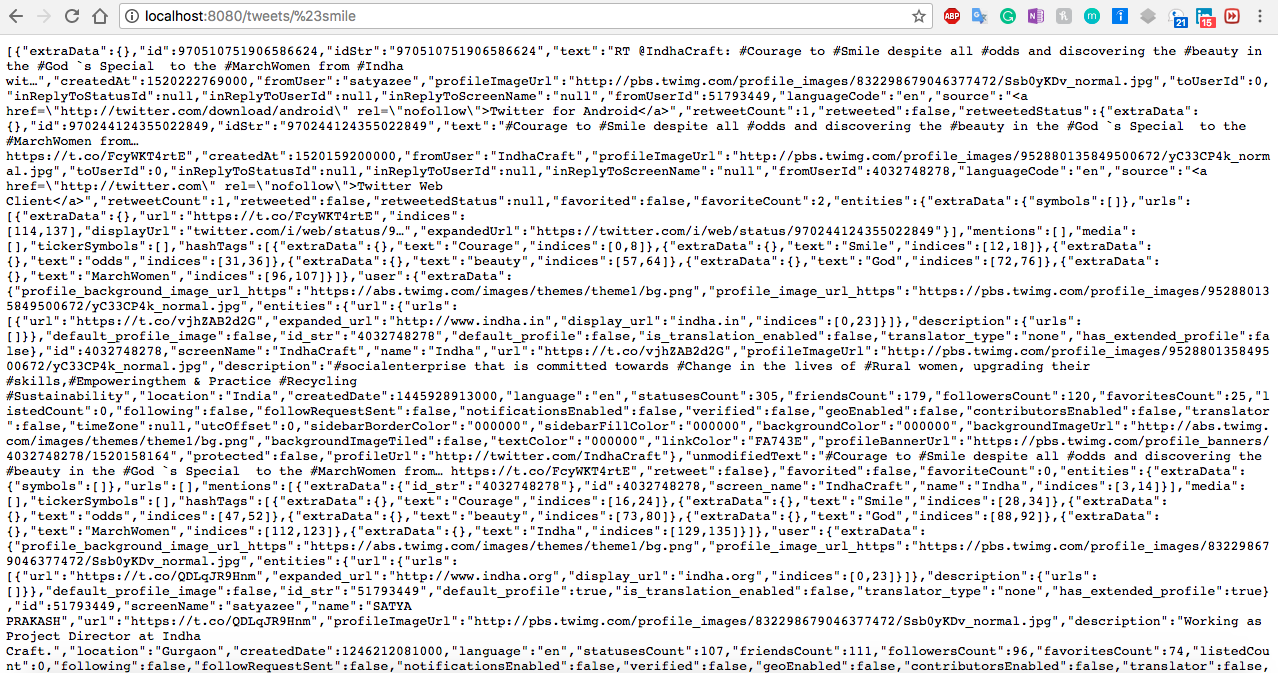 localhost:8080/tweets/%23smile
ABP
21
15
[{"extraData":{},"id":970510751906586624,"idStr":"970510751906586624","text":"RT @IndhaCraft: #Courage to #Smile despite all #odds and discovering the #beauty in
the #God `s Special  to the #MarchWomen from #Indha
wit…","createdAt":1520222769000,"fromUser":"satyazee","profileImageUrl":"http://pbs.twimg.com/profile_images/832298679046377472/Ssb0yKDv_normal.jpg","toUserId":0,
"inReplyToStatusId":null,"inReplyToUserId":null,"inReplyToScreenName":"null","fromUserId":51793449,"languageCode":"en","source":"<a
href=\"http://twitter.com/download/android\" rel=\"nofollow\">Twitter for Android</a>","retweetCount":1,"retweeted":false,"retweetedStatus":{"extraData":
{},"id":970244124355022849,"idStr":"970244124355022849","text":"#Courage to #Smile despite all #odds and discovering the #beauty in the #God `s Special  to the
#MarchWomen from…
https://t.co/FcyWKT4rtE","createdAt":1520159200000,"fromUser":"IndhaCraft","profileImageUrl":"http://pbs.twimg.com/profile_images/952880135849500672/yC33CP4k_norm
al.jpg","toUserId":0,"inReplyToStatusId":null,"inReplyToUserId":null,"inReplyToScreenName":"null","fromUserId":4032748278,"languageCode":"en","source":"<a
href=\"http://twitter.com\" rel=\"nofollow\">Twitter Web
Client</a>","retweetCount":1,"retweeted":false,"retweetedStatus":null,"favorited":false,"favoriteCount":2,"entities":{"extraData":{"symbols":[]},"urls":
[{"extraData":{},"url":"https://t.co/FcyWKT4rtE","indices":
[114,137],"displayUrl":"twitter.com/i/web/status/9…","expandedUrl":"https://twitter.com/i/web/status/970244124355022849"}],"mentions":[],"media":
[],"tickerSymbols":[],"hashTags":[{"extraData":{},"text":"Courage","indices":[0,8]},{"extraData":{},"text":"Smile","indices":[12,18]},{"extraData":
{},"text":"odds","indices":[31,36]},{"extraData":{},"text":"beauty","indices":[57,64]},{"extraData":{},"text":"God","indices":[72,76]},{"extraData":
{},"text":"MarchWomen","indices":[96,107]}]},"user":{"extraData":
{"profile_background_image_url_https":"https://abs.twimg.com/images/themes/theme1/bg.png","profile_image_url_https":"https://pbs.twimg.com/profile_images/95288013
5849500672/yC33CP4k_normal.jpg","entities":{"url":{"urls":
[{"url":"https://t.co/vjhZAB2d2G","expanded_url":"http://www.indha.in","display_url":"indha.in","indices":[0,23]}]},"description":{"urls":
[]}},"default_profile_image":false,"id_str":"4032748278","default_profile":false,"is_translation_enabled":false,"translator_type":"none","has_extended_profile":fa
lse},"id":4032748278,"screenName":"IndhaCraft","name":"Indha","url":"https://t.co/vjhZAB2d2G","profileImageUrl":"http://pbs.twimg.com/profile_images/9528801358495
00672/yC33CP4k_normal.jpg","description":"#socialenterprise that is committed towards #Change in the lives of #Rural women, upgrading their
#skills,#Empoweringthem & Practice #Recycling
#Sustainability","location":"India","createdDate":1445928913000,"language":"en","statusesCount":305,"friendsCount":179,"followersCount":120,"favoritesCount":25,"l
istedCount":0,"following":false,"followRequestSent":false,"notificationsEnabled":false,"verified":false,"geoEnabled":false,"contributorsEnabled":false,"translator
":false,"timeZone":null,"utcOffset":0,"sidebarBorderColor":"000000","sidebarFillColor":"000000","backgroundColor":"000000","backgroundImageUrl":"http://abs.twimg.
com/images/themes/theme1/bg.png","backgroundImageTiled":false,"textColor":"000000","linkColor":"FA743E","profileBannerUrl":"https://pbs.twimg.com/profile_banners/
4032748278/1520158164","protected":false,"profileUrl":"http://twitter.com/IndhaCraft"},"unmodifiedText":"#Courage to #Smile despite all #odds and discovering the
#beauty in the #God `s Special  to the #MarchWomen from… https://t.co/FcyWKT4rtE","retweet":false},"favorited":false,"favoriteCount":0,"entities":{"extraData":
{"symbols":[]},"urls":[],"mentions":[{"extraData":{"id_str":"4032748278"},"id":4032748278,"screen_name":"IndhaCraft","name":"Indha","indices":[3,14]}],"media":
[],"tickerSymbols":[],"hashTags":[{"extraData":{},"text":"Courage","indices":[16,24]},{"extraData":{},"text":"Smile","indices":[28,34]},{"extraData":
{},"text":"odds","indices":[47,52]},{"extraData":{},"text":"beauty","indices":[73,80]},{"extraData":{},"text":"God","indices":[88,92]},{"extraData":
{},"text":"MarchWomen","indices":[112,123]},{"extraData":{},"text":"Indha","indices":[129,135]}]},"user":{"extraData":
{"profile_background_image_url_https":"https://abs.twimg.com/images/themes/theme1/bg.png","profile_image_url_https":"https://pbs.twimg.com/profile_images/83229867
9046377472/Ssb0yKDv_normal.jpg","entities":{"url":{"urls":
[{"url":"https://t.co/QDLqJR9Hnm","expanded_url":"http://www.indha.org","display_url":"indha.org","indices":[0,23]}]},"description":{"urls":
[]}},"default_profile_image":false,"id_str":"51793449","default_profile":true,"is_translation_enabled":false,"translator_type":"none","has_extended_profile":true}
,"id":51793449,"screenName":"satyazee","name":"SATYA
PRAKASH","url":"https://t.co/QDLqJR9Hnm","profileImageUrl":"http://pbs.twimg.com/profile_images/832298679046377472/Ssb0yKDv_normal.jpg","description":"Working as
Project Director at Indha
Craft.","location":"Gurgaon","createdDate":1246212081000,"language":"en","statusesCount":107,"friendsCount":111,"followersCount":96,"favoritesCount":74,"listedCou
nt":0,"following":false,"followRequestSent":false,"notificationsEnabled":false,"verified":false,"geoEnabled":false,"contributorsEnabled":false,"translator":false,